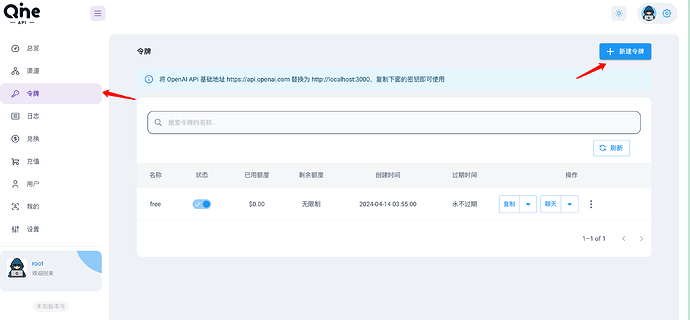 One
API
总览
渠道
令牌
日志
兑换
充值
用户
我的
设置
root
欢迎回来
未知版本号
令牌
新建令牌
将 OpenAI API 基础地址 https://api.openai.com 替换为 http://localhost:3000，复制下面的密钥即可使用
搜索令牌的名称...
刷新
名称 状态 已用额度 剩余额度 创建时间 过期时间 操作
free $0.00 无限制 2024-04-14 03:55:00 永不过期 复制 聊天
1–1 of 1